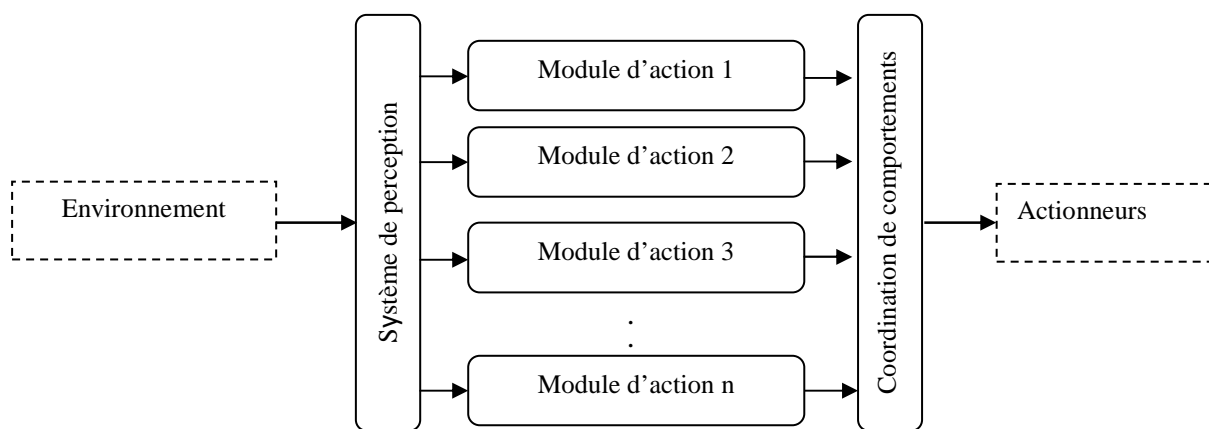 Environnement
Système de perception
Module d’action 1
Module d’action 2
Module d’action 3
.
.
Module d’action n
Coordination de comportements
Actionneurs